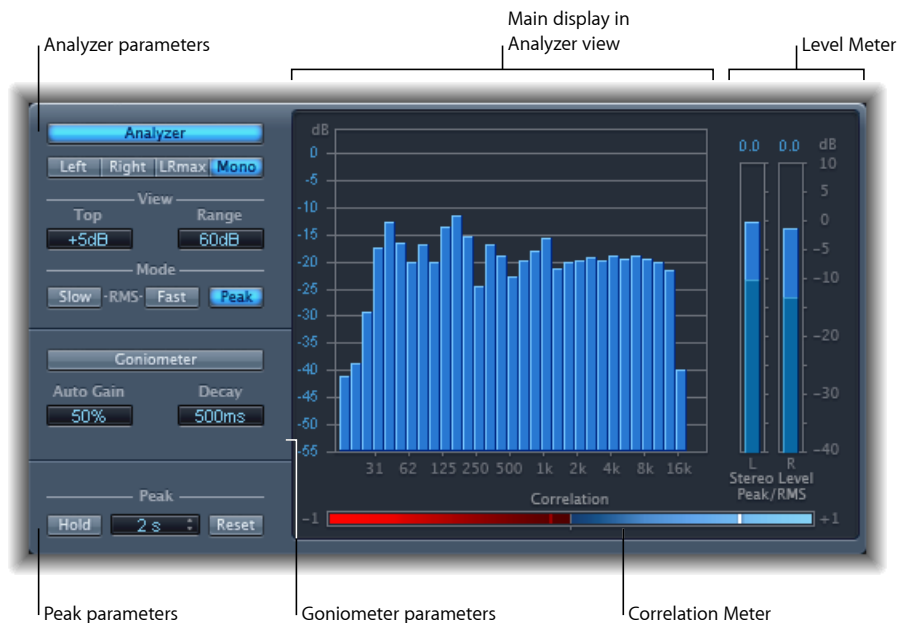 Main display in
Analyzer view
Analyzer parameters
Level Meter
Analyzer
Left Right LRmax Mono
View
Top Range
+5dB 60dB
Mode
Slow -RMS- Fast Peak
Goniometer
Auto Gain Decay
50% 500ms
Peak
Hold 2 s Reset
dB
0
-5
-10
-15
-20
-25
-30
-35
-40
-45
-50
-55
31 62 125 250 500 1k 2k 4k 8k 16k
0.0 0.0 dB
10
5
0
-5
-10
-20
-30
-40
L R
Stereo Level
Peak/RMS
Correlation
-1 +1
Peak parameters
Goniometer parameters
Correlation Meter